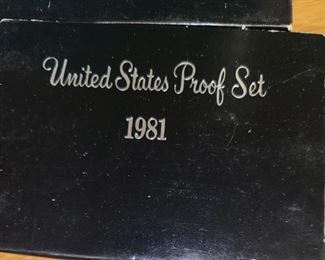 United States Proof Set
1981